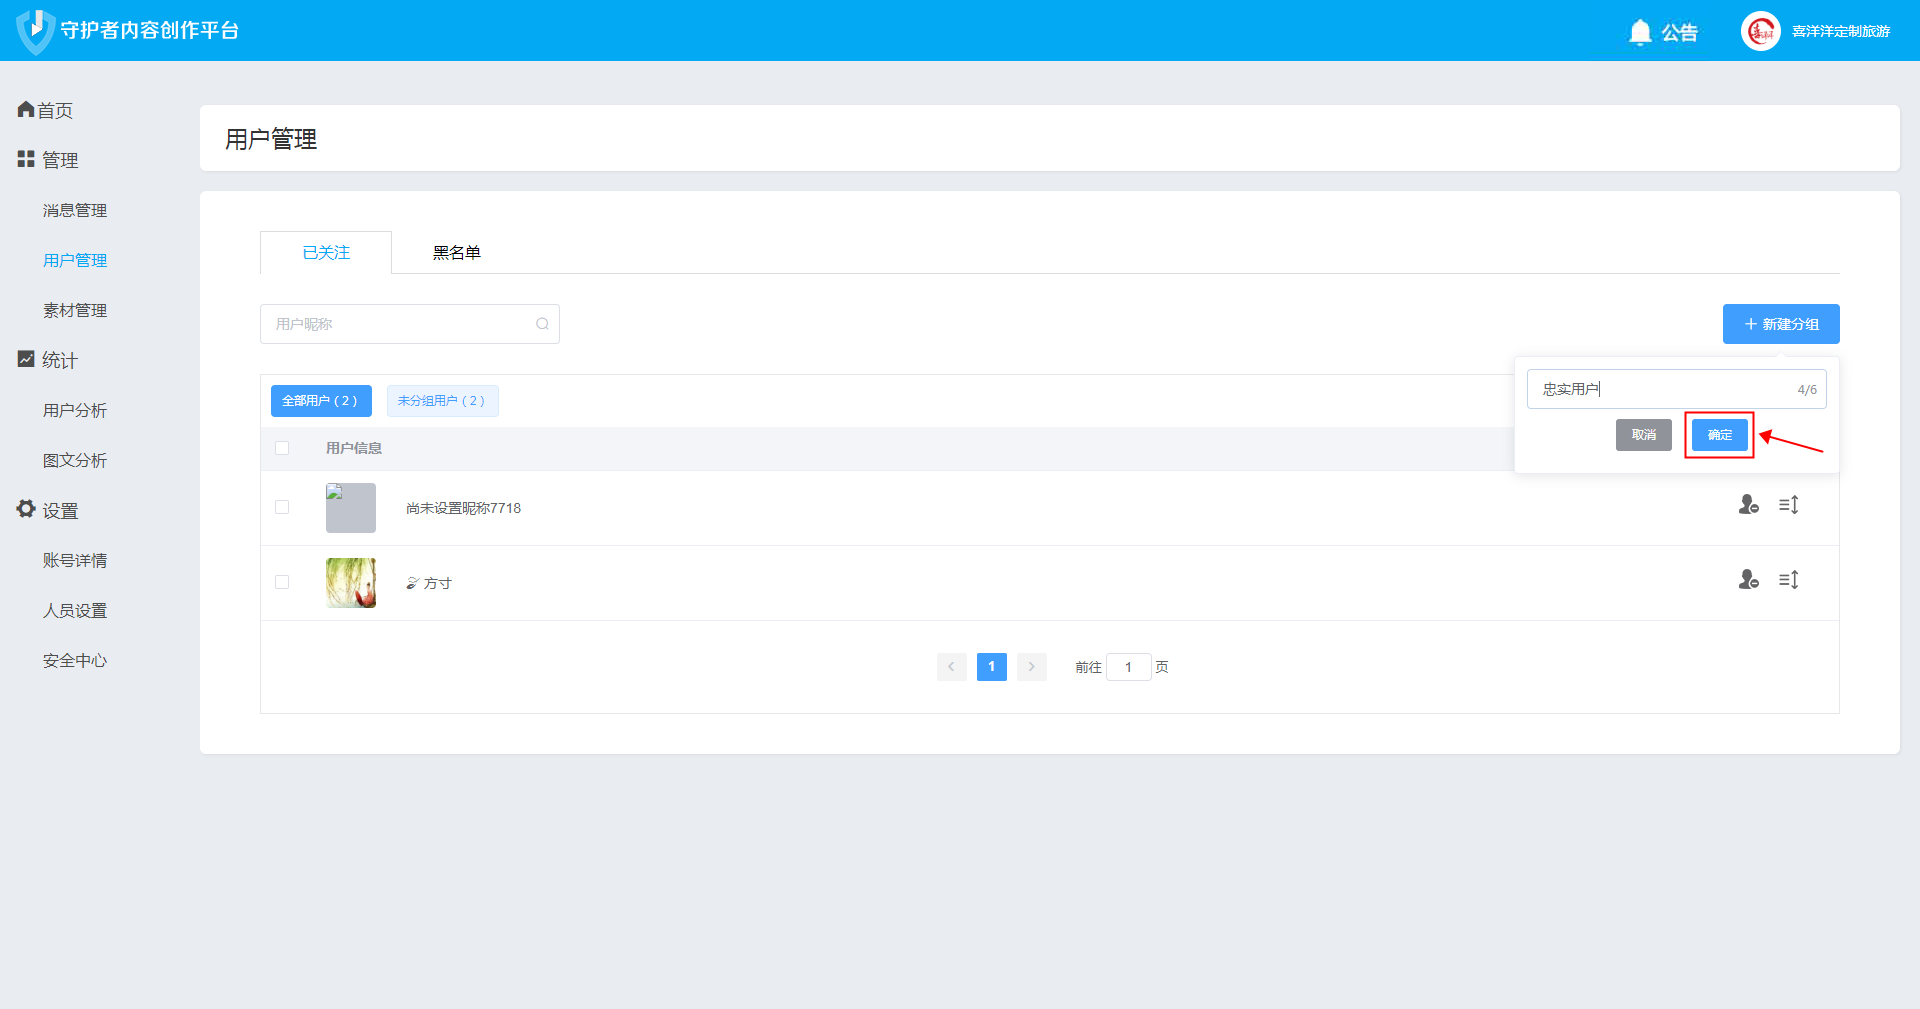 守护者内容创作平台
公告
喜洋洋定制旅游
首页
管理
消息管理
用户管理
素材管理
统计
用户分析
图文分析
设置
账号详情
人员设置
安全中心
用户管理
已关注
黑名单
用户昵称
新建分组
忠实用户
4/6
取消
确定
全部用户（2）
未分组用户（2）
用户信息
尚未设置昵称7718
方寸
1
前往 1 页